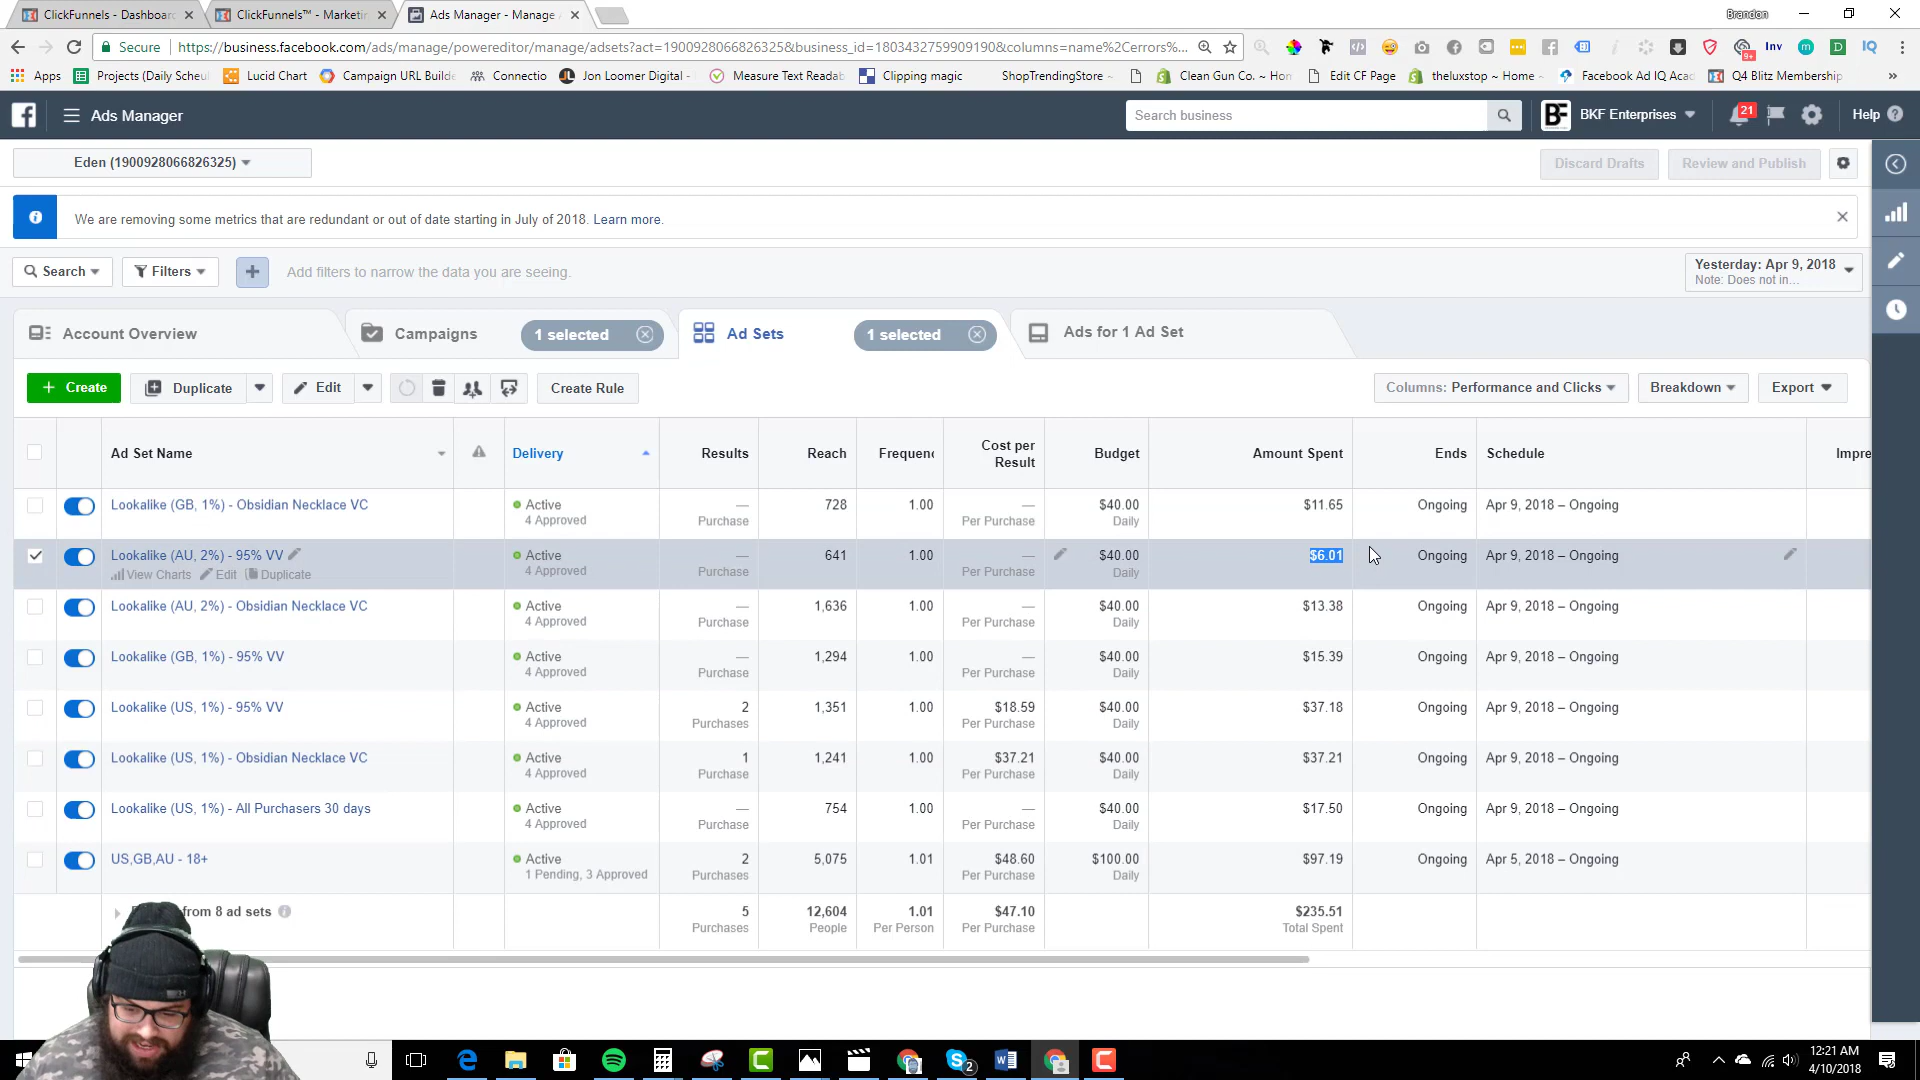 ClickFunnels - Dashboard
ClickFunnels™ - Marketin
Ads Manager - Manage A
Brandon
Secure
https://business.facebook.com/ads/manage/powereditor/manage/adsets?act=1900928066826325&business_id=1803432759909190&columns=name%2Cerrors%...
Apps
Projects (Daily Schedul
Lucid Chart
Campaign URL Builde
Connectio
Jon Loomer Digital -
Measure Text Readab
Clipping magic
ShopTrendingStore ~
Clean Gun Co. ~ Hom
Edit CF Page
theluxstop ~ Home ~
Facebook Ad IQ Acad
Q4 Blitz Membership
»
Ads Manager
Search business
BF
BKF Enterprises
21
Help
Eden (1900928066826325)
Discard Drafts
Review and Publish
We are removing some metrics that are redundant or out of date starting in July of 2018. Learn more.
Search
Filters
Add filters to narrow the data you are seeing.
Yesterday: Apr 9, 2018
Note: Does not in...
Account Overview
Campaigns
1 selected
Ad Sets
1 selected
Ads for 1 Ad Set
+ Create
Duplicate
Edit
Create Rule
Columns: Performance and Clicks
Breakdown
Export
Ad Set Name
Delivery
Results
Reach
Frequenc
Cost per
Result
Budget
Amount Spent
Ends
Schedule
Impre
Lookalike (GB, 1%) - Obsidian Necklace VC
Active
4 Approved
—
Purchase
728
1.00
—
Per Purchase
$40.00
Daily
$11.65
Ongoing
Apr 9, 2018 – Ongoing
Lookalike (AU, 2%) - 95% VV
View Charts Edit Duplicate
Active
4 Approved
—
Purchase
641
1.00
—
Per Purchase
$40.00
Daily
$6.01
Ongoing
Apr 9, 2018 – Ongoing
Lookalike (AU, 2%) - Obsidian Necklace VC
Active
4 Approved
—
Purchase
1,636
1.00
—
Per Purchase
$40.00
Daily
$13.38
Ongoing
Apr 9, 2018 – Ongoing
Lookalike (GB, 1%) - 95% VV
Active
4 Approved
—
Purchase
1,294
1.00
—
Per Purchase
$40.00
Daily
$15.39
Ongoing
Apr 9, 2018 – Ongoing
Lookalike (US, 1%) - 95% VV
Active
4 Approved
2
Purchases
1,351
1.00
$18.59
Per Purchase
$40.00
Daily
$37.18
Ongoing
Apr 9, 2018 – Ongoing
Lookalike (US, 1%) - Obsidian Necklace VC
Active
4 Approved
1
Purchase
1,241
1.00
$37.21
Per Purchase
$40.00
Daily
$37.21
Ongoing
Apr 9, 2018 – Ongoing
Lookalike (US, 1%) - All Purchasers 30 days
Active
4 Approved
—
Purchase
754
1.00
—
Per Purchase
$40.00
Daily
$17.50
Ongoing
Apr 9, 2018 – Ongoing
US,GB,AU - 18+
Active
1 Pending, 3 Approved
2
Purchases
5,075
1.01
$48.60
Per Purchase
$100.00
Daily
$97.19
Ongoing
Apr 5, 2018 – Ongoing
from 8 ad sets
5
Purchases
12,604
People
1.01
Per Person
$47.10
Per Purchase
$235.51
Total Spent
12:21 AM
4/10/2018